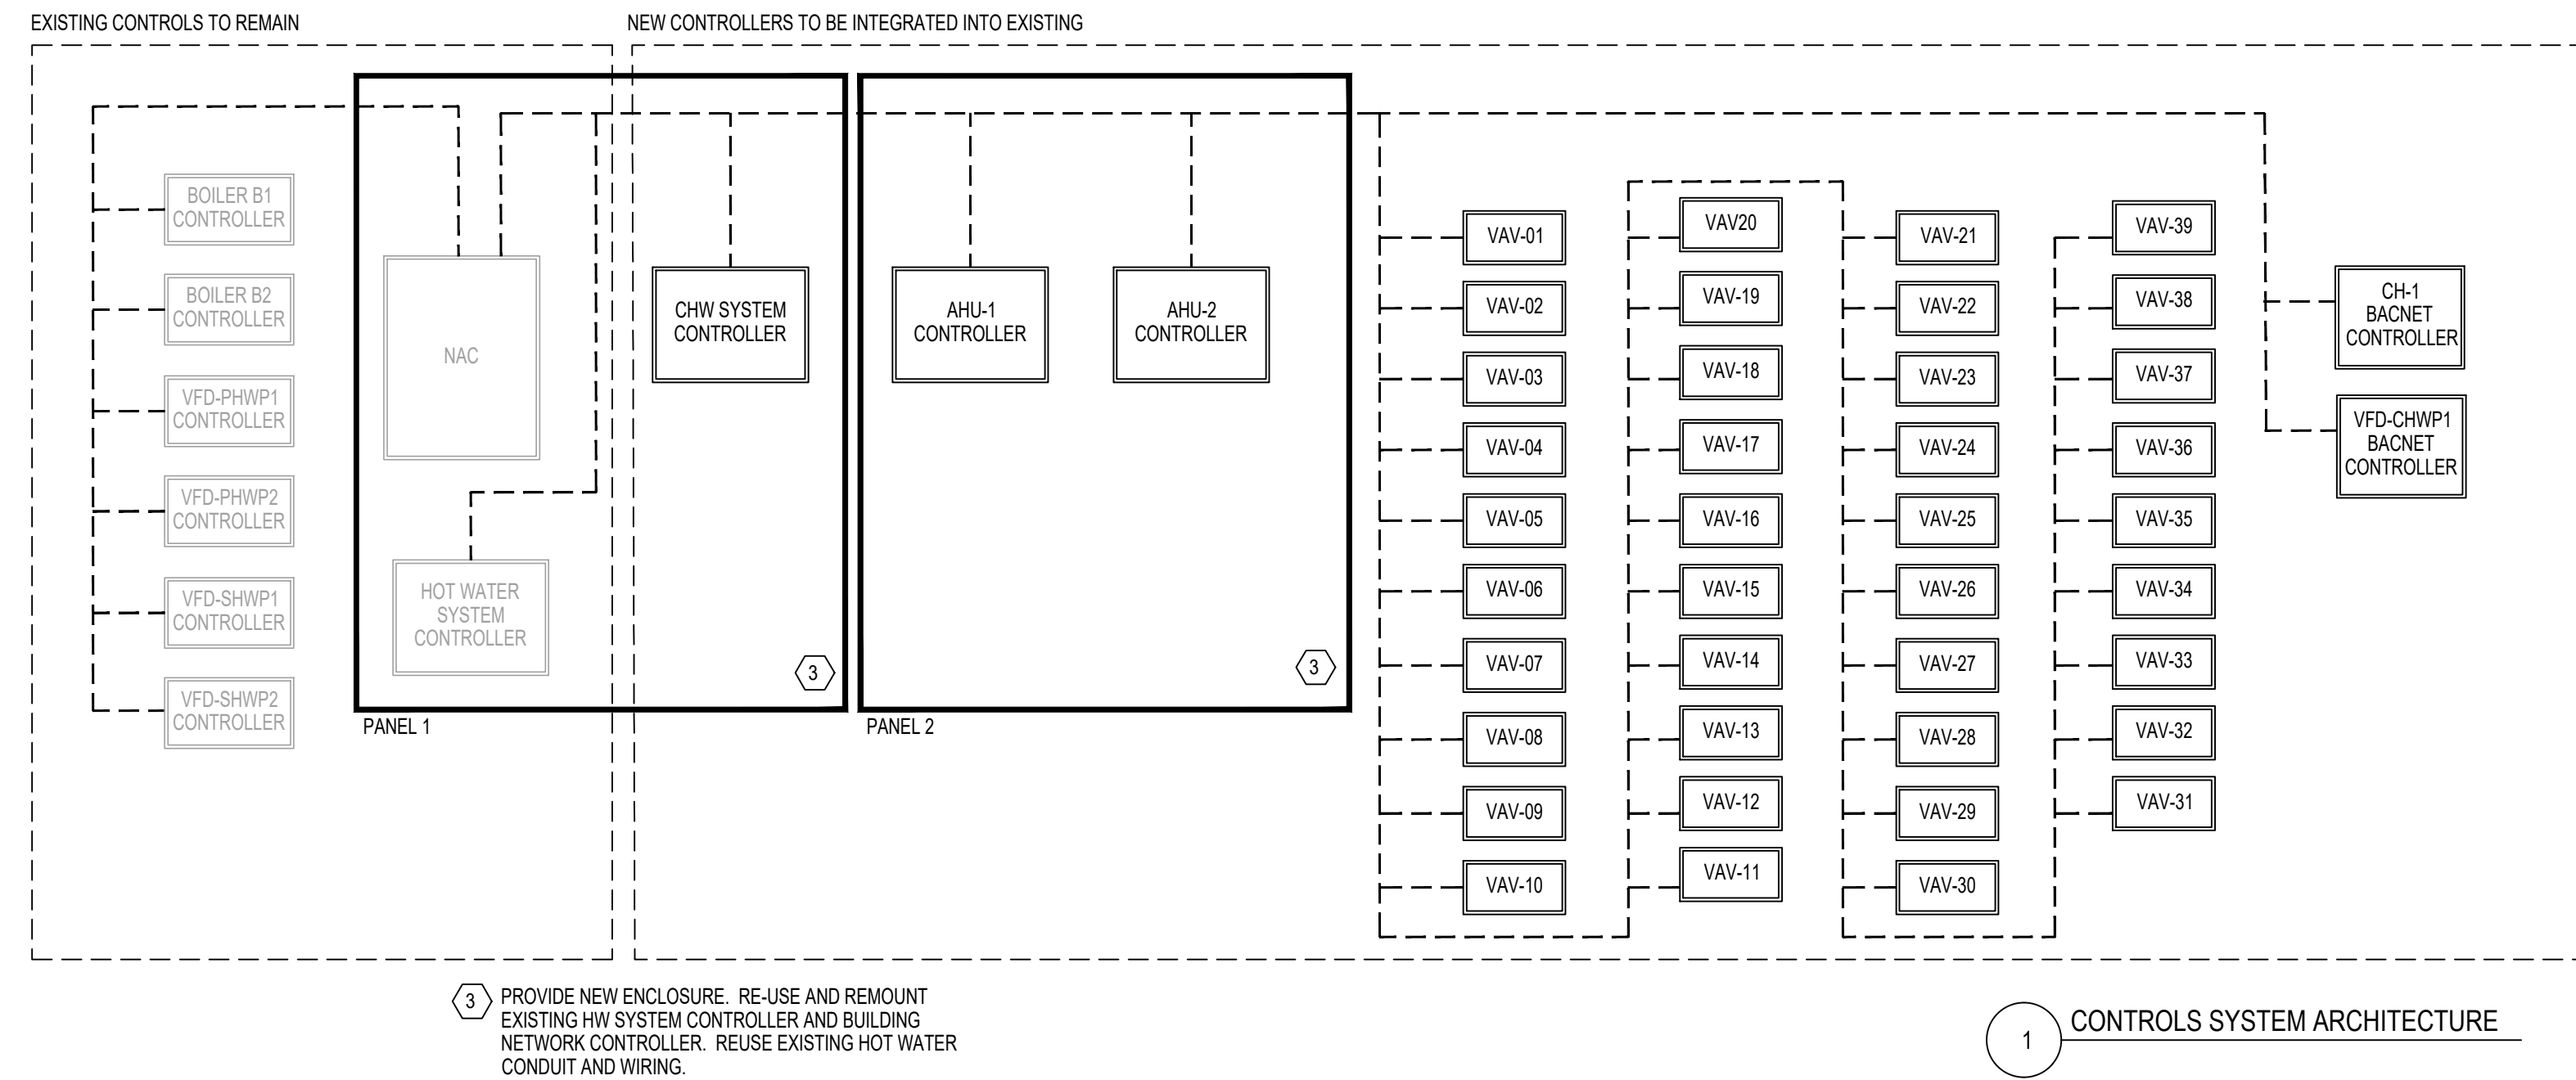 EXISTING CONTROLS TO REMAIN
NEW CONTROLLERS TO BE INTEGRATED INTO EXISTING
BOILER B1
CONTROLLER
BOILER B2
CONTROLLER
VFD-PHWP1
CONTROLLER
VFD-PHWP2
CONTROLLER
VFD-SHWP1
CONTROLLER
VFD-SHWP2
CONTROLLER
NAC
HOT WATER
SYSTEM
CONTROLLER
CHW SYSTEM
CONTROLLER
3
PANEL 1
AHU-1
CONTROLLER
AHU-2
CONTROLLER
3
PANEL 2
VAV-01
VAV-02
VAV-03
VAV-04
VAV-05
VAV-06
VAV-07
VAV-08
VAV-09
VAV-10
VAV20
VAV-19
VAV-18
VAV-17
VAV-16
VAV-15
VAV-14
VAV-13
VAV-12
VAV-11
VAV-21
VAV-22
VAV-23
VAV-24
VAV-25
VAV-26
VAV-27
VAV-28
VAV-29
VAV-30
VAV-39
VAV-38
VAV-37
VAV-36
VAV-35
VAV-34
VAV-33
VAV-32
VAV-31
CH-1
BACNET
CONTROLLER
VFD-CHWP1
BACNET
CONTROLLER
3
PROVIDE NEW ENCLOSURE. RE-USE AND REMOUNT
EXISTING HW SYSTEM CONTROLLER AND BUILDING
NETWORK CONTROLLER. REUSE EXISTING HOT WATER
CONDUIT AND WIRING.
1
CONTROLS SYSTEM ARCHITECTURE